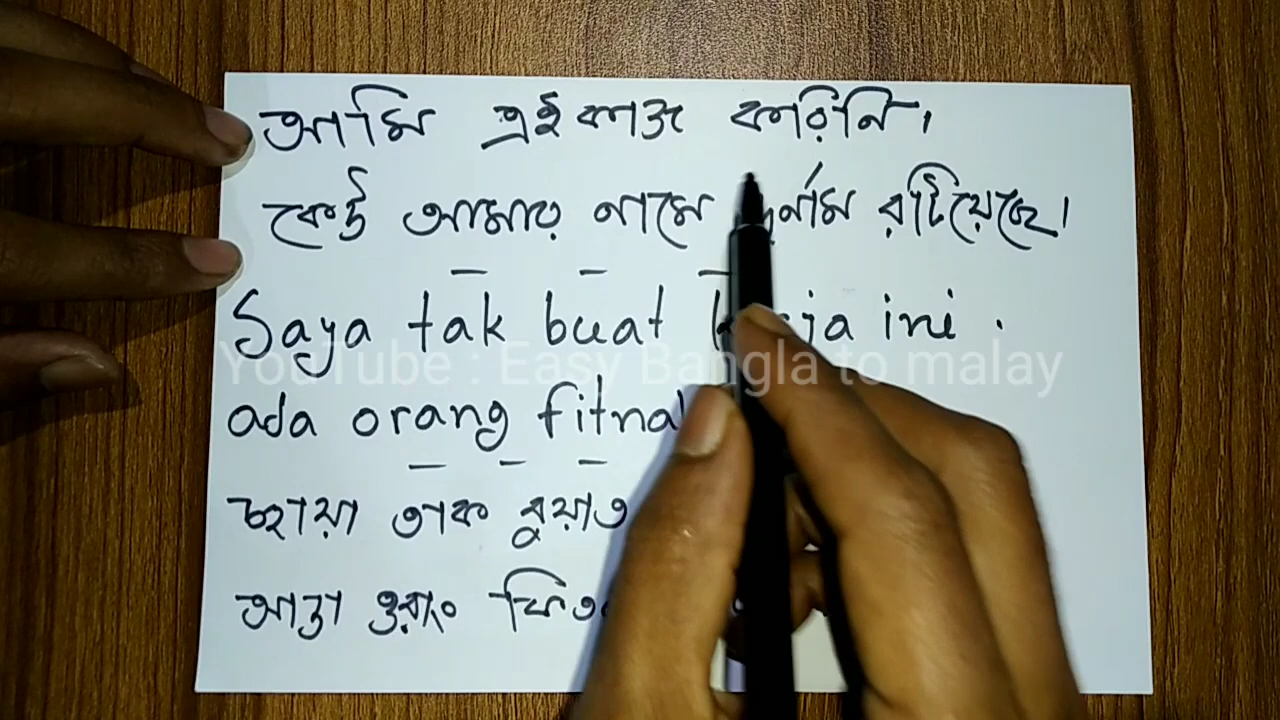 আমি এই কাজ করিনি।
কেউ আমার নামে দুর্নাম রটিয়েছে।
Saya tak buat kerja ini .
YouTube : Easy Bangla to malay
ada orang fitnah
ছায়া তাক বুয়াত
আডা ওরাং